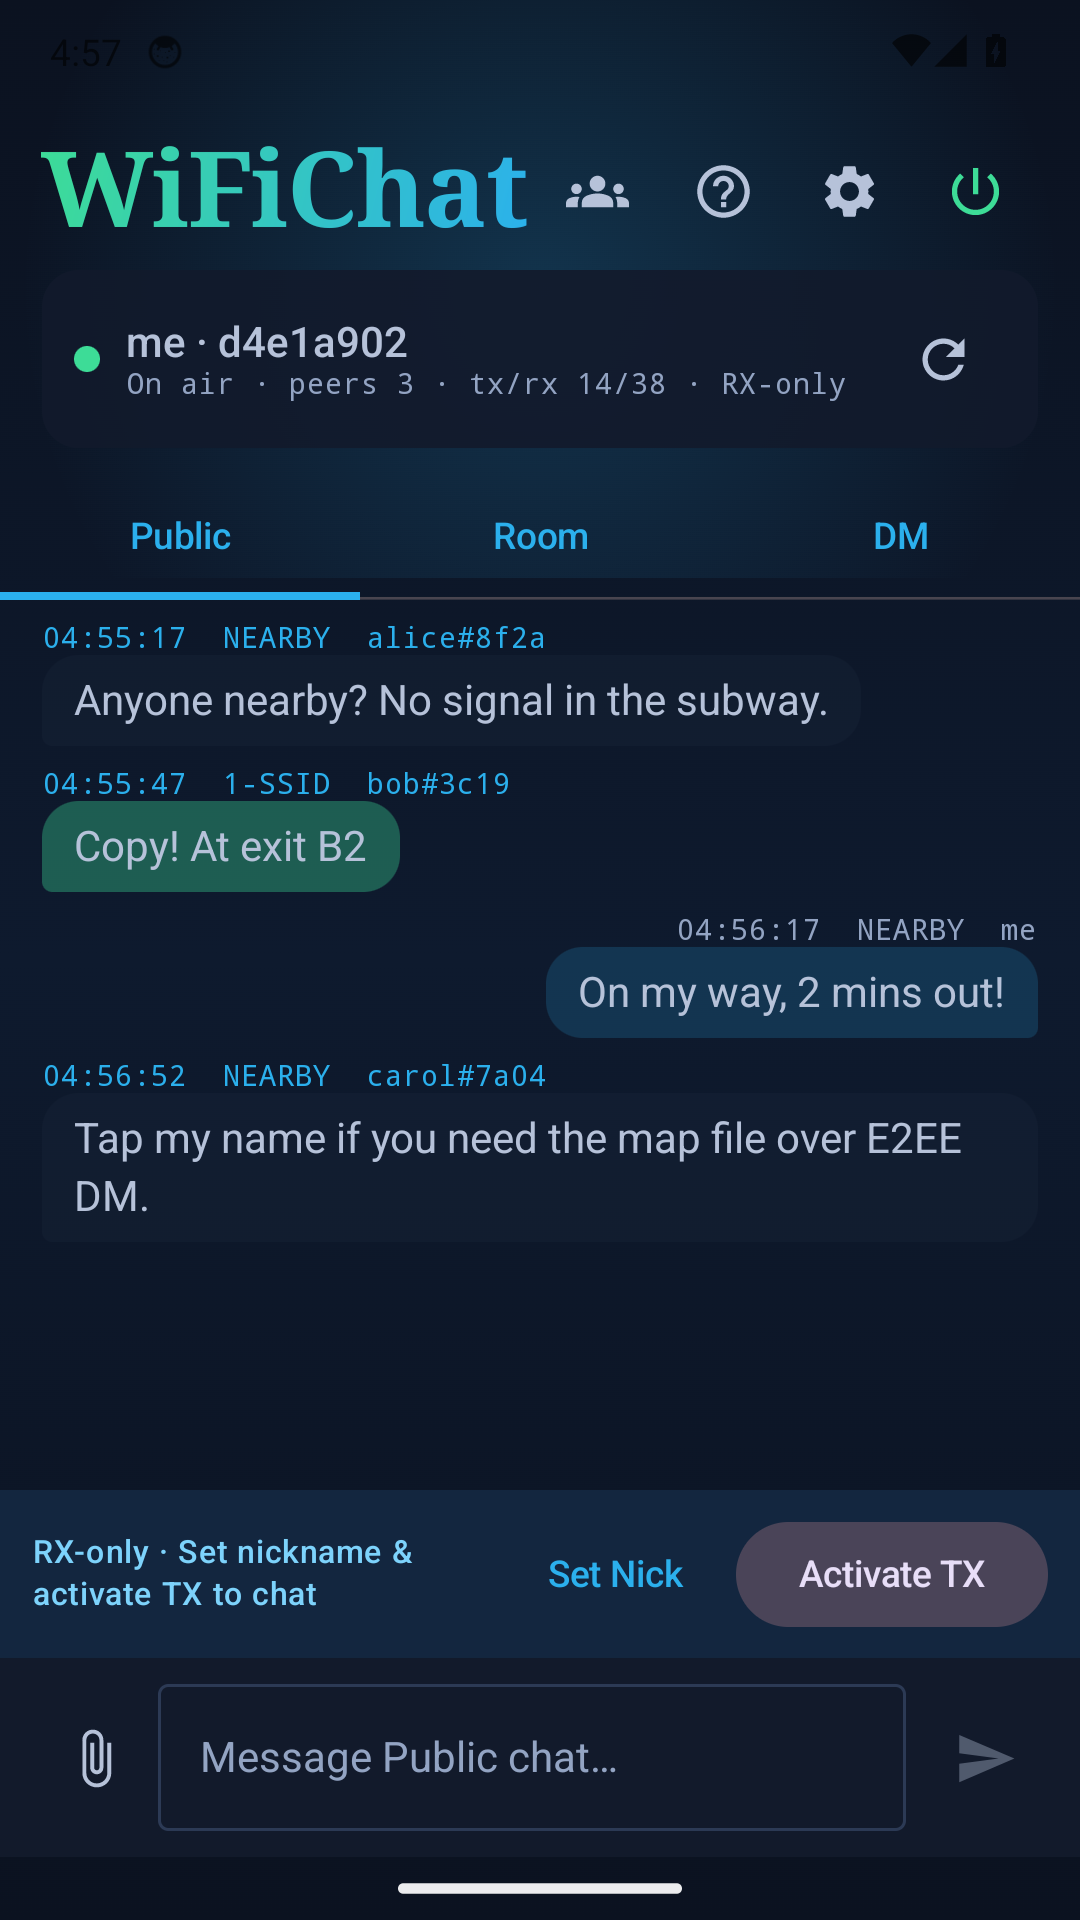 4:57
WiFiChat
me · d4e1a902
On air · peers 3 · tx/rx 14/38 · RX-only
Public Room DM
04:55:17 NEARBY alice#8f2a
Anyone nearby? No signal in the subway.
04:55:47 1-SSID bob#3c19
Copy! At exit B2
04:56:17 NEARBY me
On my way, 2 mins out!
04:56:52 NEARBY carol#7a04
Tap my name if you need the map file over E2EE
DM.
RX-only · Set nickname &
activate TX to chat
Set Nick
Activate TX
Message Public chat…